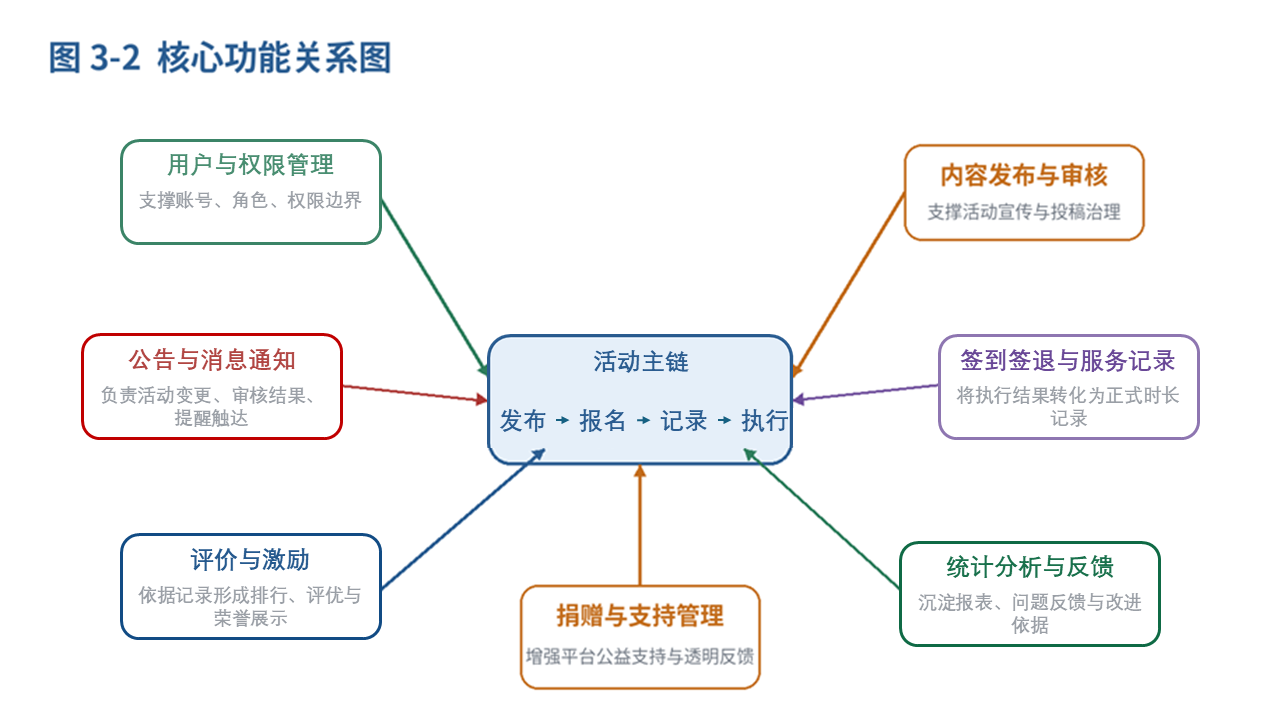 图 3-2 核心功能关系图
用户与权限管理
支撑账号、角色、权限边界
内容发布与审核
支撑活动宣传与投稿治理
公告与消息通知
负责活动变更、审核结果、
提醒触达
活动主链
发布 → 报名 → 记录 → 执行
签到签退与服务记录
将执行结果转化为正式时长
记录
评价与激励
依据记录形成排行、评优与
荣誉展示
捐赠与支持管理
增强平台公益支持与透明反馈
统计分析与反馈
沉淀报表、问题反馈与改进
依据